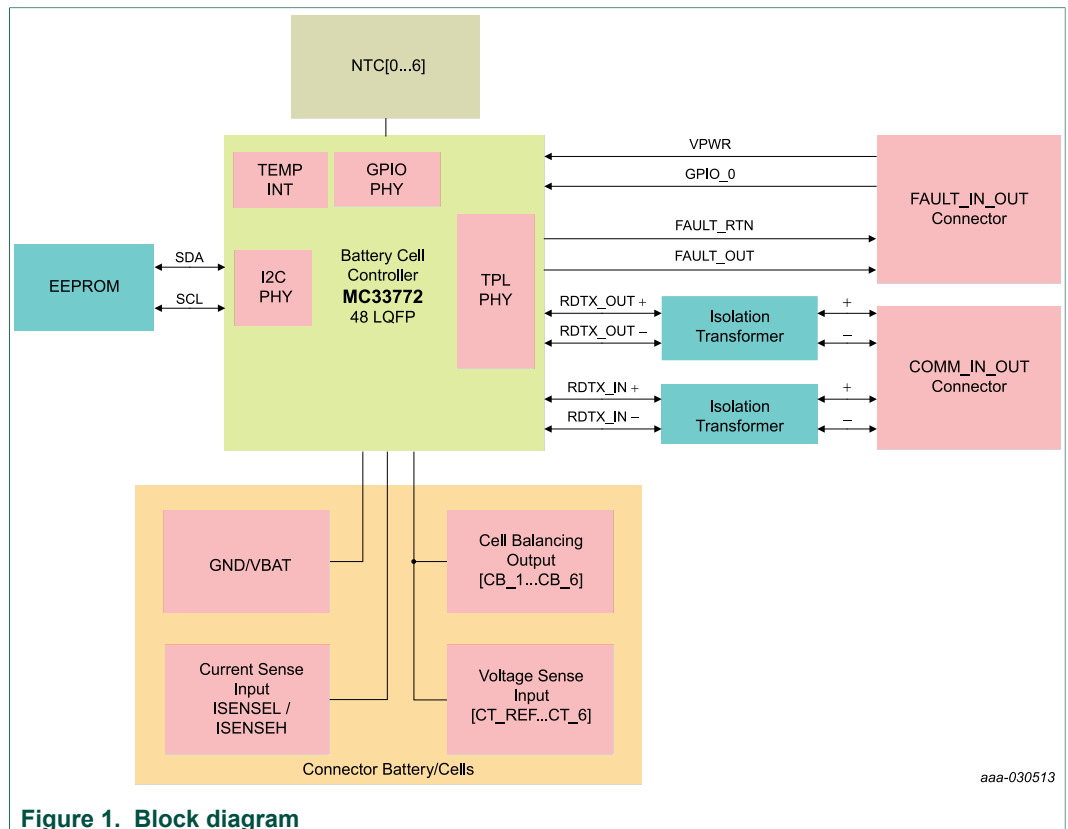 NTC[0...6]
TEMP
INT
GPIO
PHY
VPWR
GPIO_0
FAULT_IN_OUT
Connector
FAULT_RTN
FAULT_OUT
EEPROM
SDA
SCL
I2C
PHY
Battery Cell
Controller
MC33772
48 LQFP
TPL
PHY
RDTX_OUT +
RDTX_OUT –
Isolation
Transformer
+
–
RDTX_IN +
RDTX_IN –
Isolation
Transformer
+
–
COMM_IN_OUT
Connector
GND/VBAT
Cell Balancing
Output
[CB_1...CB_6]
Current Sense
Input
ISENSEL /
ISENSEH
Voltage Sense
Input
[CT_REF...CT_6]
Connector Battery/Cells
aaa-030513
Figure 1. Block diagram